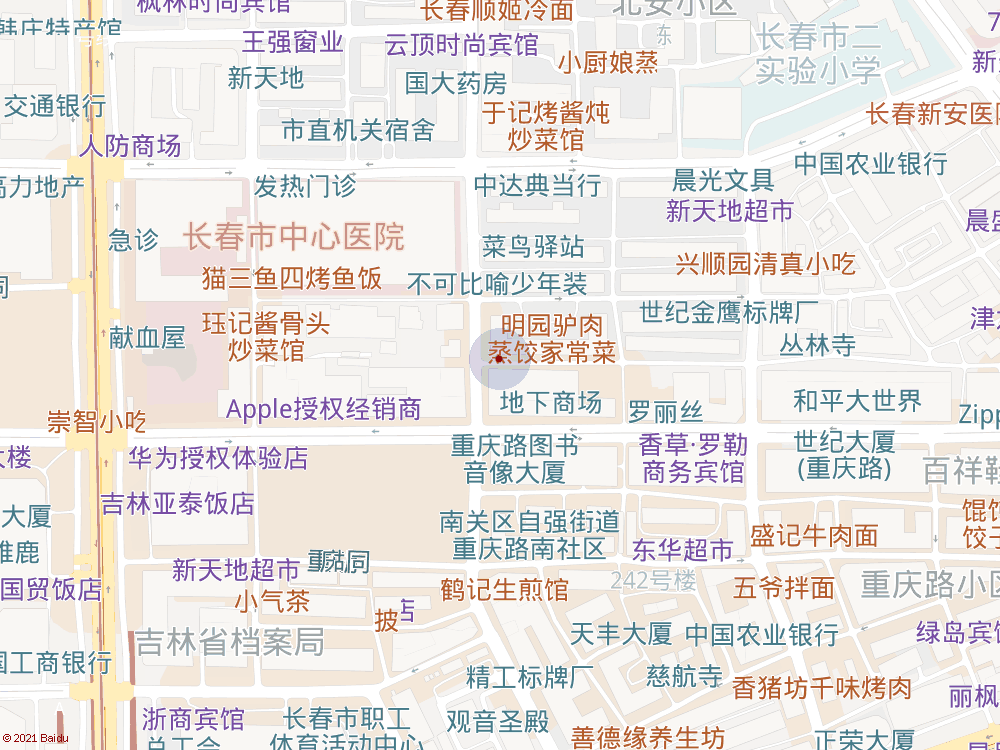 枫林时尚宾馆
长春顺姬冷面
北安小区
韩庄特产馆
王强窗业
云顶时尚宾馆
栋
长春市二
实验小学
新天地
国大药房
小厨娘蒸
交通银行
于记烤酱炖
炒菜馆
长春新安医
市直机关宿舍
人防商场
中国农业银行
高力地产
发热门诊
中达典当行
晨光文具
新天地超市
急诊
长春市中心医院
菜鸟驿站
猫三鱼四烤鱼饭
不可比喻少年装
兴顺园清真小吃
世纪金鹰标牌厂
献血屋
珏记酱骨头
炒菜馆
明园驴肉
蒸饺家常菜
丛林寺
崇智小吃
Apple授权经销商
地下商场
罗丽丝
和平大世界
Zipp
大楼
华为授权体验店
重庆路图书
音像大厦
香草·罗勒
商务宾馆
世纪大厦
(重庆路)
百祥鞋
吉林亚泰饭店
大厦
南关区自强街道
重庆路南社区
盛记牛肉面
馄饨
饺子
雅鹿
新天地超市
东华超市
国贸饭店
小气茶
鹤记生煎馆
242号楼
五爷拌面
重庆路小区
披
吉林省档案局
天丰大厦
中国农业银行
绿岛宾馆
国工商银行
精工标牌厂
慈航寺
香猪坊千味烤肉
丽枫
浙商宾馆
长春市职工
体育活动中心
观音圣殿
善德缘养生坊
正荣大厦
总工会
© 2021 Baidu